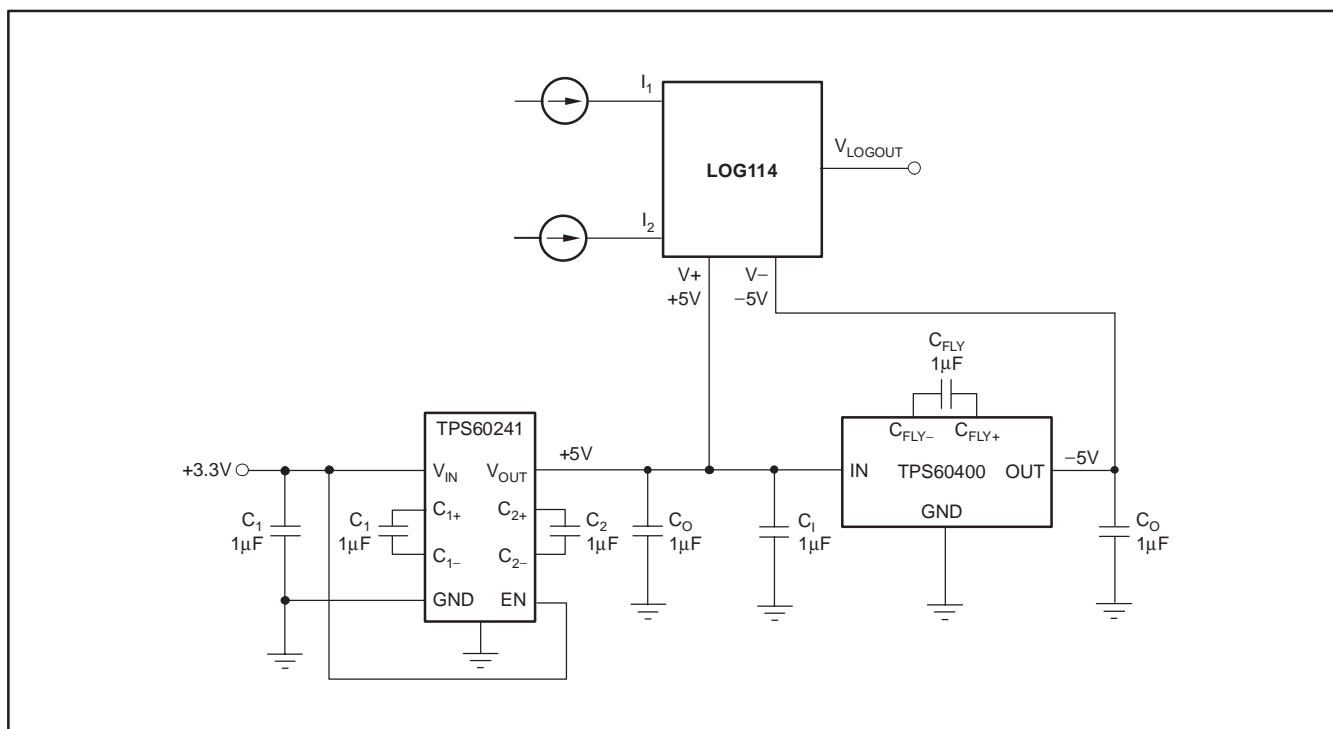 I1
LOG114
VLOGOUT
I2
V+
+5V
V−
−5V
CFLY
1μF
CFLY−
CFLY+
TPS60241
+3.3V
VIN
VOUT
+5V
IN
TPS60400
OUT
−5V
C1
1μF
C1
1μF
C1+
C1−
C2+
C2−
C2
1μF
CO
1μF
CI
1μF
GND
CO
1μF
GND
EN